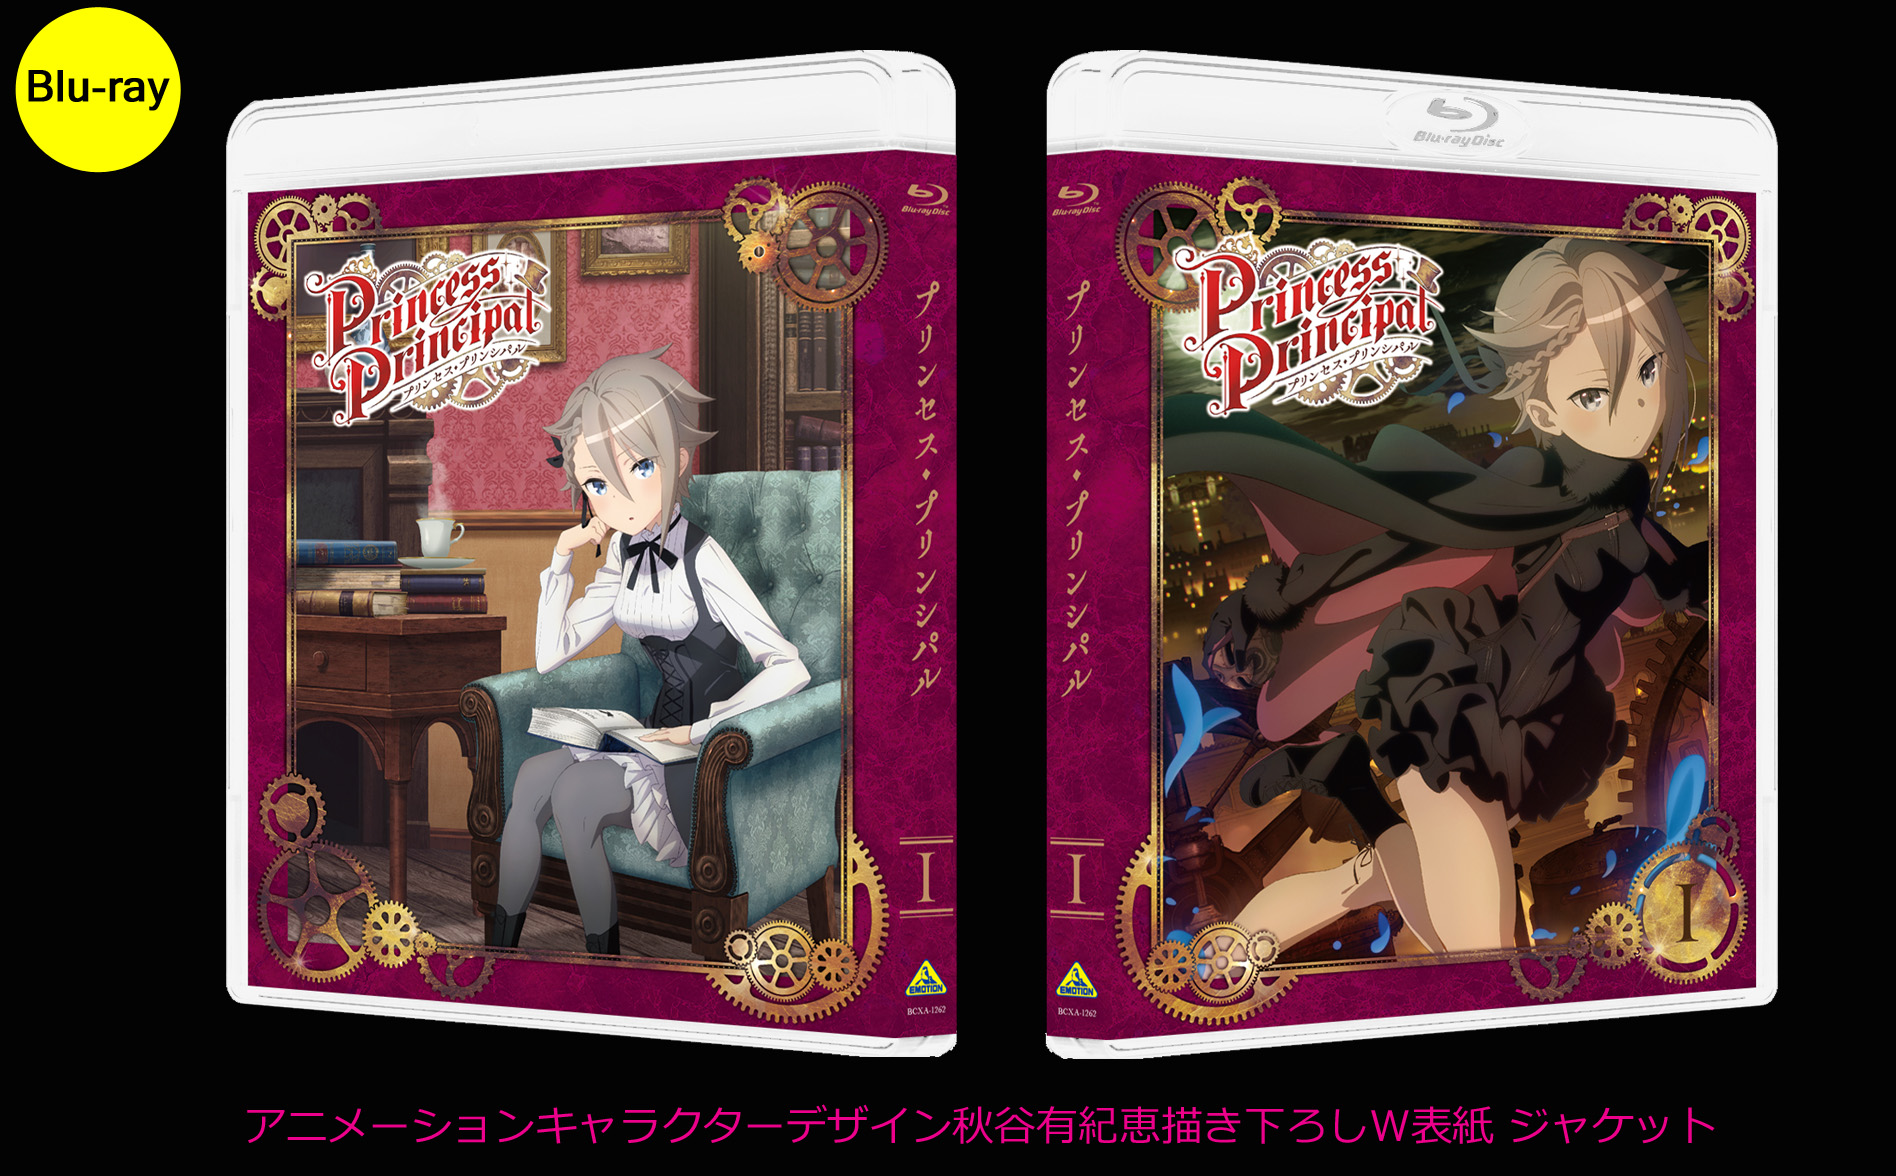 Blu-ray
Princess
Principal
プリンセス・プリンシパル
Blu-ray Disc
プリンセス・プリンシパル
I
EMOTION
BCXA-1262
Blu-ray Disc
Blu-ray Disc
プリンセス・プリンシパル
I
EMOTION
BCXA-1262
Princess
Principal
プリンセス・プリンシパル
I
アニメーションキャラクターデザイン秋谷有紀恵描き下ろしW表紙 ジャケット